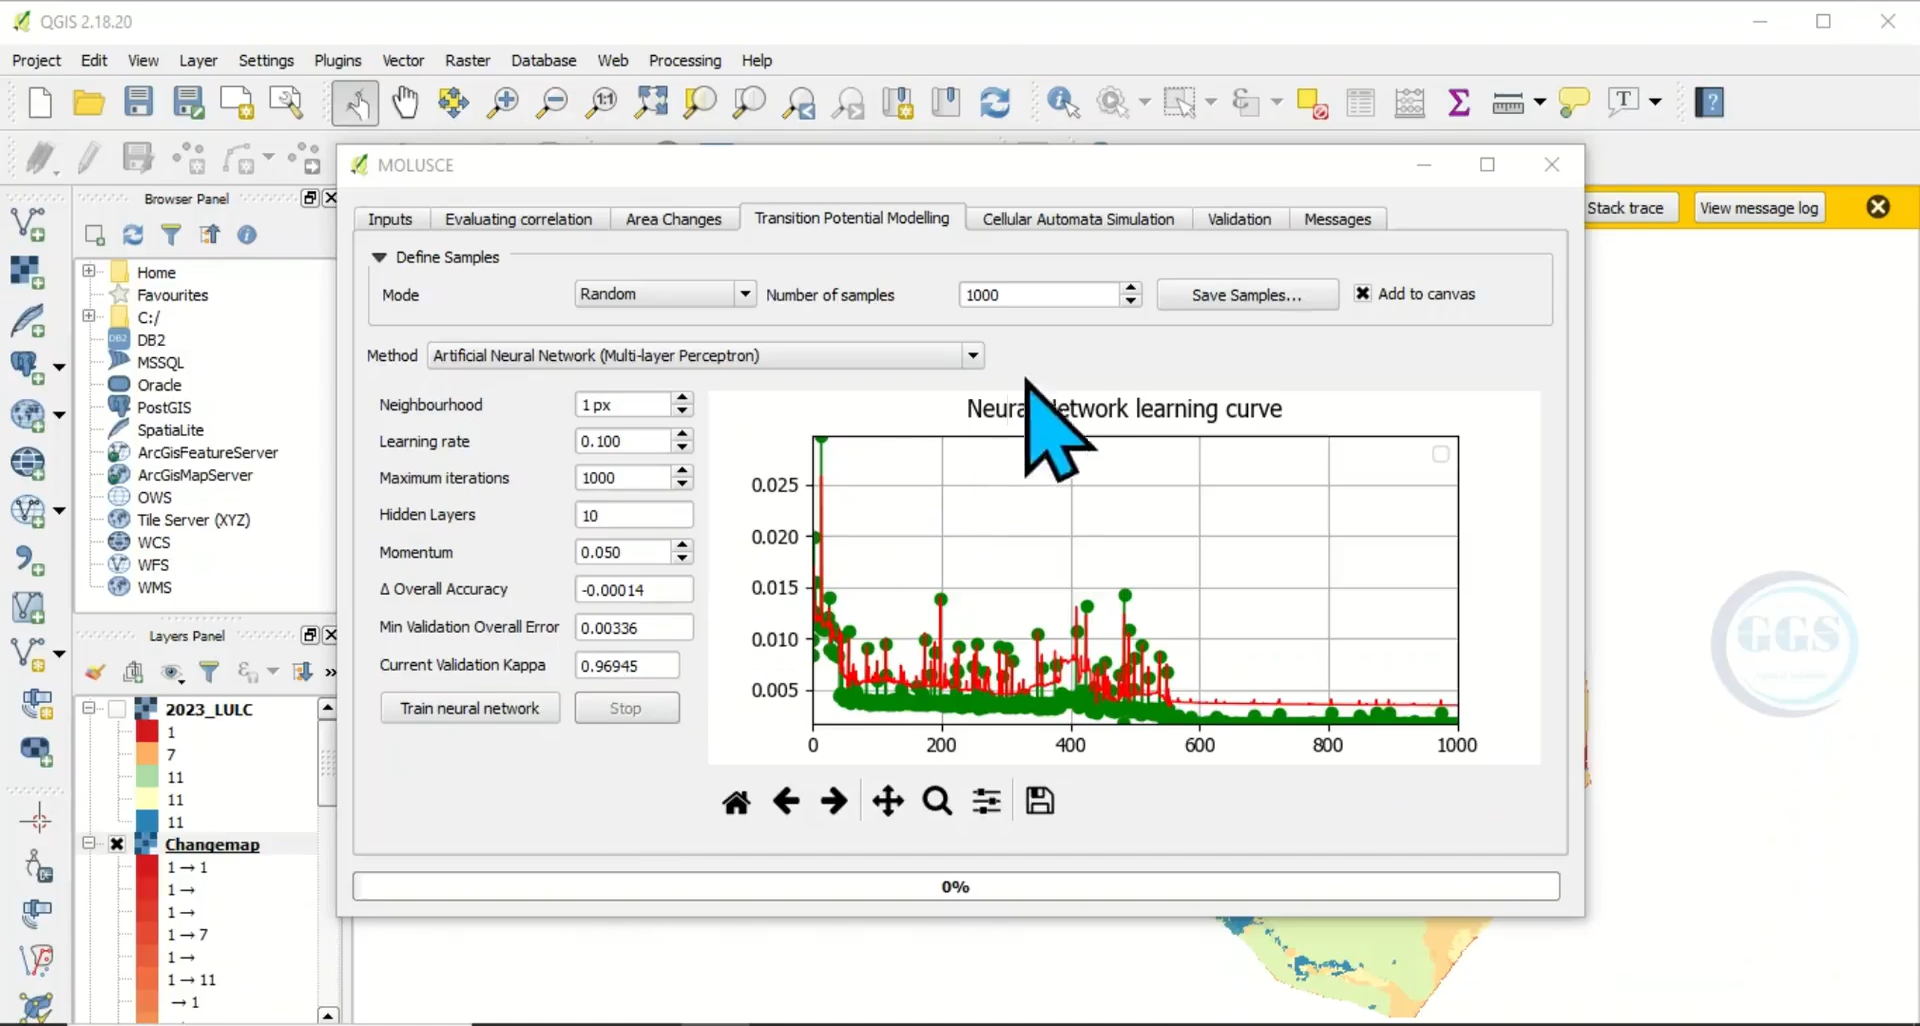 QGIS 2.18.20
Project Edit View Layer Settings Plugins Vector Raster Database Web Processing Help
MOLUSCE
Stack trace View message log
Browser Panel
Home
Favourites
C:/
DB2
MSSQL
Oracle
PostGIS
SpatiaLite
ArcGisFeatureServer
ArcGisMapServer
OWS
Tile Server (XYZ)
WCS
WFS
WMS
Layers Panel
2023_LULC
1
7
11
11
11
Changemap
1 → 1
1 →
1 →
1 → 7
1 →
1 → 11
→ 1
Inputs Evaluating correlation Area Changes Transition Potential Modelling Cellular Automata Simulation Validation Messages
Define Samples
Mode Random Number of samples 1000 Save Samples... Add to canvas
Method Artificial Neural Network (Multi-layer Perceptron)
Neighbourhood 1 px
Learning rate 0.100
Maximum iterations 1000
Hidden Layers 10
Momentum 0.050
Δ Overall Accuracy -0.00014
Min Validation Overall Error 0.00336
Current Validation Kappa 0.96945
Train neural network Stop
Neural Network learning curve
0.025
0.020
0.015
0.010
0.005
0 200 400 600 800 1000
0%
GGS